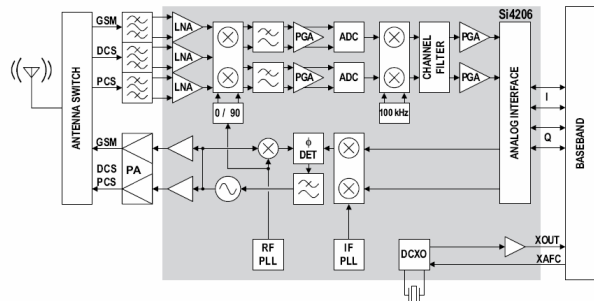 Si4206
GSM
DCS
PCS
ANTENNA SWITCH
LNA
LNA
LNA
0 / 90
PGA
PGA
ADC
ADC
100 kHz
CHANNEL
FILTER
PGA
PGA
ANALOG INTERFACE
I
Q
BASEBAND
GSM
DCS
PCS
PA
ϕ
DET
RF
PLL
IF
PLL
DCXO
XOUT
XAFC